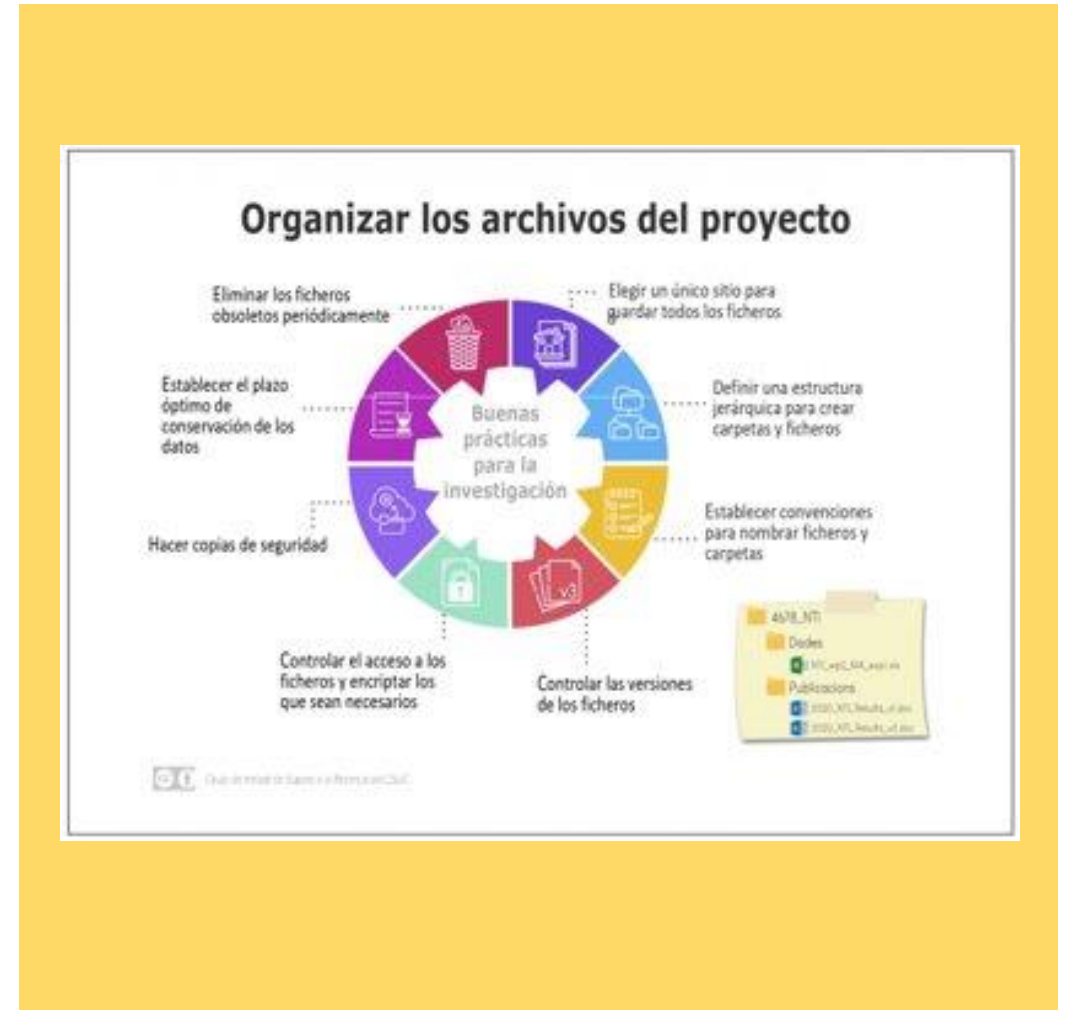 Organizar los archivos del proyecto
Eliminar los ficheros
obsoletos periódicamente
Elegir un único sitio para
guardar todos los ficheros
Establecer el plazo
óptimo de
conservación de los
datos
Definir una estructura
jerárquica para crear
carpetas y ficheros
Buenas
prácticas
para la
investigación
Hacer copias de seguridad
Establecer convenciones
para nombrar ficheros y
carpetas
v3
Controlar el acceso a los
ficheros y encriptar los
que sean necesarios
Controlar las versiones
de los ficheros
4678_NTI
Dades
Publicacions